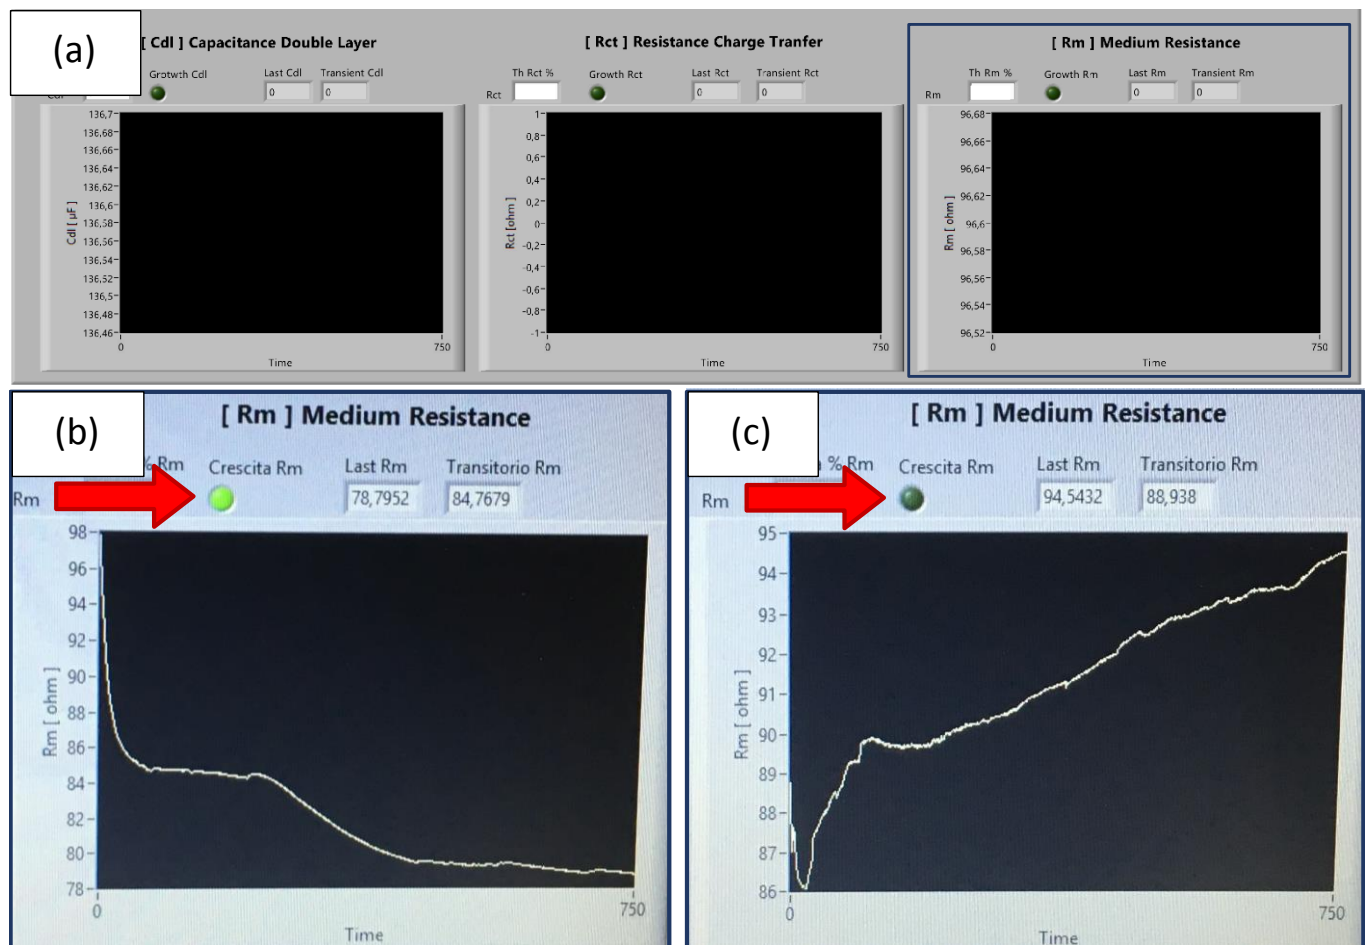 (a)
[ Cdl ] Capacitance Double Layer
[ Rct ] Resistance Charge Tranfer
[ Rm ] Medium Resistance
Grotwth Cdl
Last Cdl
Transient Cdl
0
0
Th Rct %
Growth Rct
Last Rct
Transient Rct
Rct
0
0
Th Rm %
Growth Rm
Last Rm
Transient Rm
Rm
0
0
136,7
136,68
136,66
136,64
136,62
136,6
136,58
136,56
136,54
136,52
136,5
136,48
136,46
Cdl [ µF ]
0
750
Time
1
0,8
0,6
0,4
0,2
0
-0,2
-0,4
-0,6
-0,8
-1
Rct [ohm ]
0
750
Time
96,68
96,66
96,64
96,62
96,6
96,58
96,56
96,54
96,52
Rm [ ohm ]
0
750
Time
(b)
[ Rm ] Medium Resistance
% Rm
Crescita Rm
Last Rm
Transitorio Rm
Rm
78,7952
84,7679
98
96
94
92
90
88
86
84
82
80
78
Rm [ ohm ]
0
750
Time
(c)
[ Rm ] Medium Resistance
% Rm
Crescita Rm
Last Rm
Transitorio Rm
Rm
94,5432
88,938
95
94
93
92
91
90
89
88
87
86
Rm [ ohm ]
0
750
Time